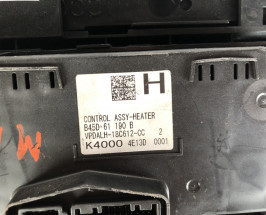 H
CONTROL ASSY-HEATER
B45D-61 190 B
VPDALH-18C612-CC 2
K4000 4E13D 0001